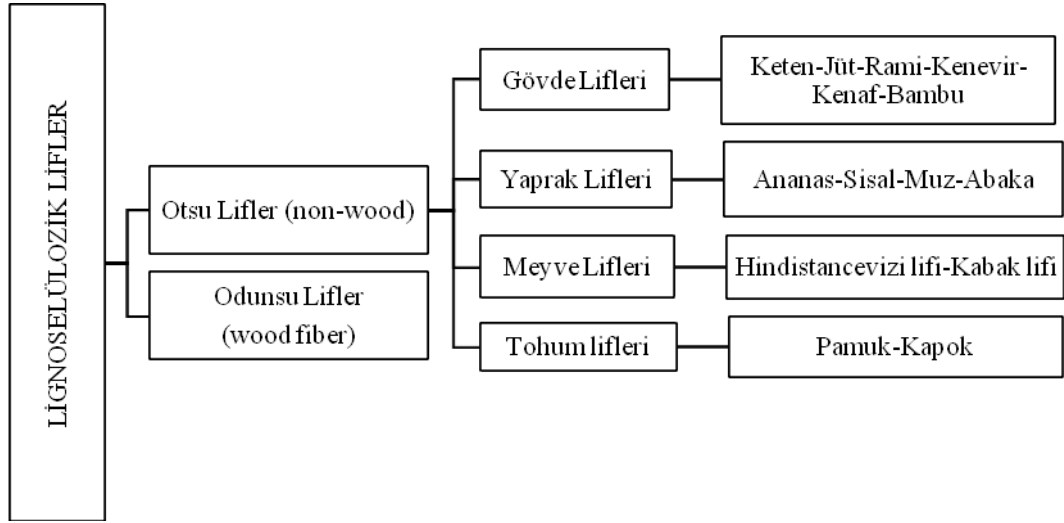 LİGNOSELÜLOZİK LİFLER
Otsu Lifler (non-wood)
Odunsu Lifler
(wood fiber)
Gövde Lifleri
Keten-Jüt-Rami-Kenevir-
Kenaf-Bambu
Yaprak Lifleri
Ananas-Sisal-Muz-Abaka
Meyve Lifleri
Hindistancevizi lifi-Kabak lifi
Tohum lifleri
Pamuk-Kapok